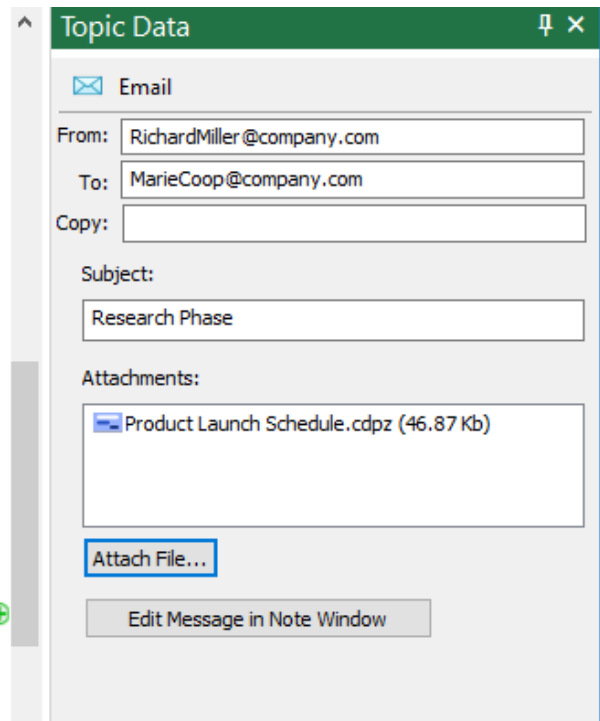 Topic Data
Email
From: RichardMiller@company.com
To: MarieCoop@company.com
Copy:
Subject:
Research Phase
Attachments:
Product Launch Schedule.cdpz (46.87 Kb)
Attach File...
Edit Message in Note Window